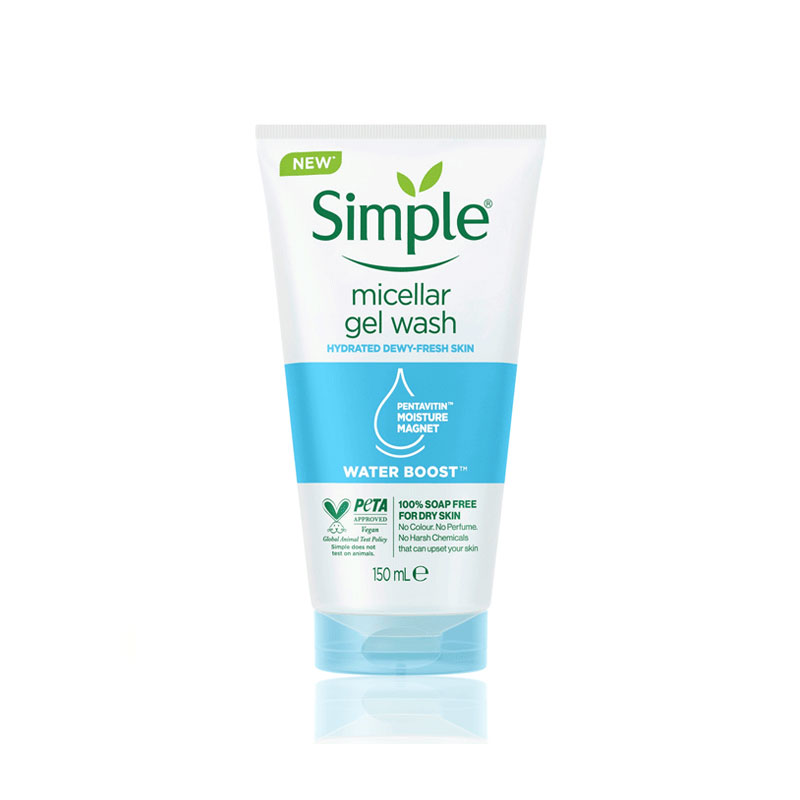 NEW*
Simple®
micellar
gel wash
HYDRATED DEWY-FRESH SKIN
PENTAVITIN™
MOISTURE
MAGNET
WATER BOOST™
PETA
APPROVED
Vegan
Global Animal Test Policy
Simple does not
test on animals.
100% SOAP FREE
FOR DRY SKIN
No Colour. No Perfume.
No Harsh Chemicals
that can upset your skin
150 mL e